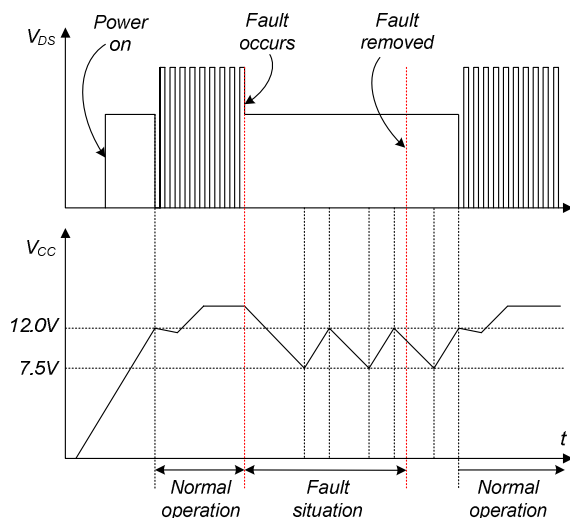 Power
on
Fault
occurs
Fault
removed
VDS
VCC
12.0V
7.5V
t
Normal
operation
Fault
situation
Normal
operation